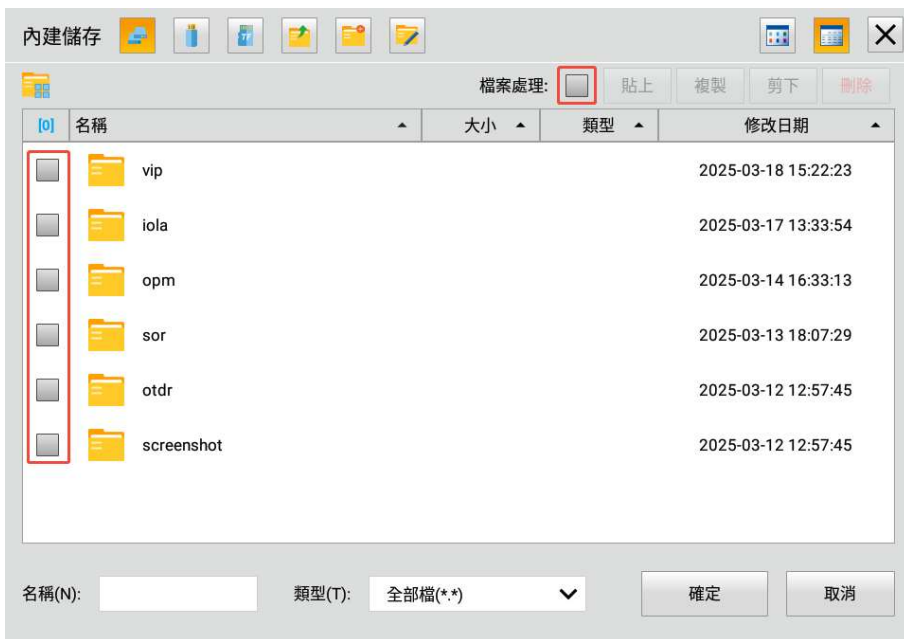 內建儲存
檔案處理: 貼上 複製 剪下 刪除
[0] 名稱 大小 類型 修改日期
vip 2025-03-18 15:22:23
iola 2025-03-17 13:33:54
opm 2025-03-14 16:33:13
sor 2025-03-13 18:07:29
otdr 2025-03-12 12:57:45
screenshot 2025-03-12 12:57:45
名稱(N): 類型(T): 全部檔(*.*) 確定 取消